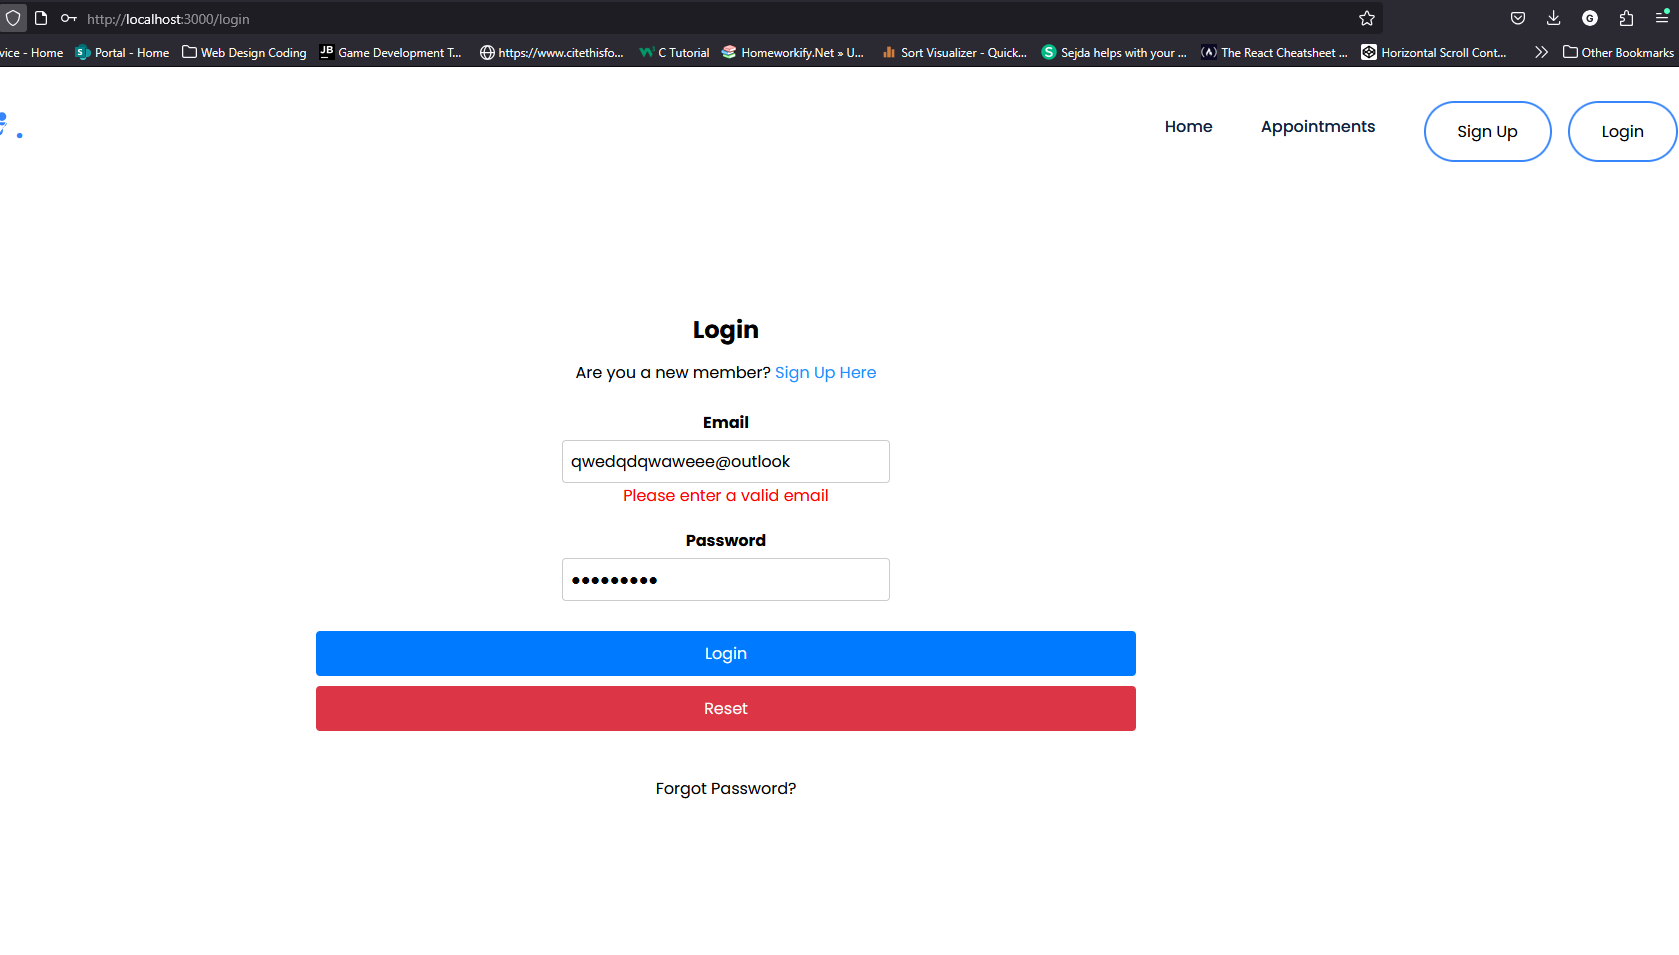 http://localhost:3000/login
vice - Home Portal - Home Web Design Coding Game Development T... https://www.citethisfo... C Tutorial Homeworkify.Net » U... Sort Visualizer - Quick... Sejda helps with your ... The React Cheatsheet ... Horizontal Scroll Cont... Other Bookmarks
Home Appointments Sign Up Login
Login
Are you a new member? Sign Up Here
Email
qwedqdqwaweee@outlook
Please enter a valid email
Password
Login
Reset
Forgot Password?